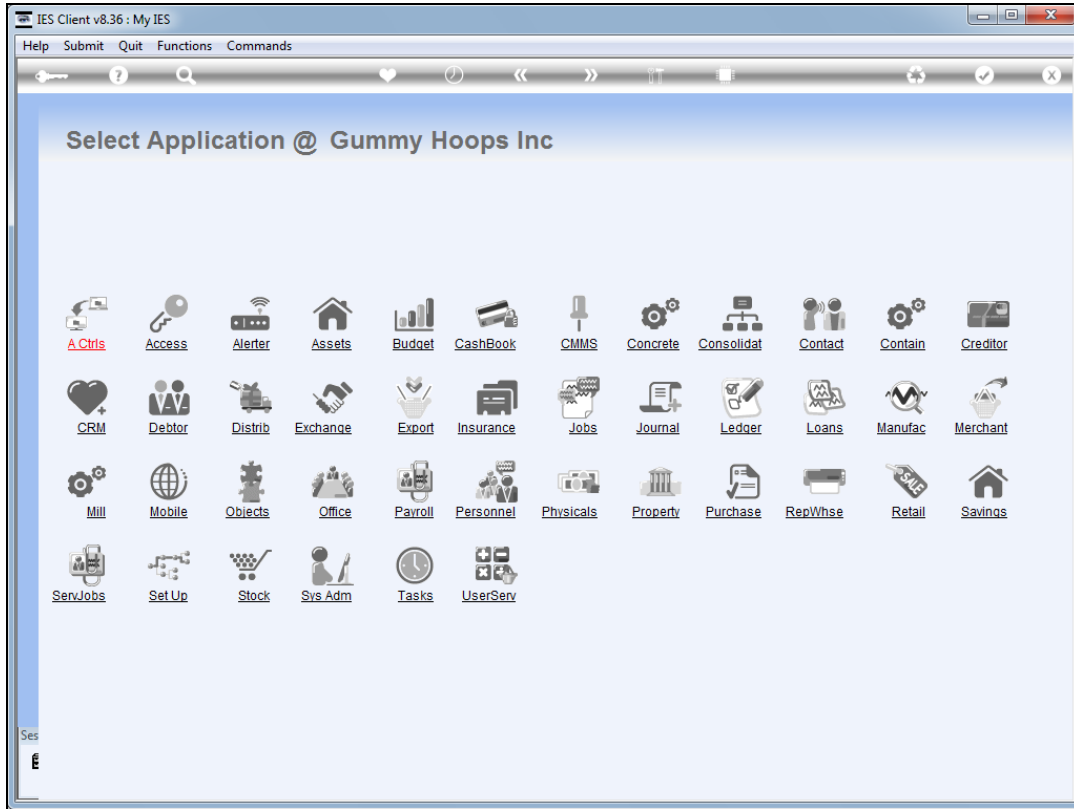 IES Client v8.36 : My IES
Help Submit Quit Functions Commands
Select Application @ Gummy Hoops Inc
A Ctrls Access Alerter Assets Budget CashBook CMMS Concrete Consolidat Contact Contain Creditor
CRM Debtor Distrib Exchange Export Insurance Jobs Journal Ledger Loans Manufac Merchant
Mill Mobile Objects Office Payroll Personnel Physicals Property Purchase RepWhse Retail Savings
ServJobs Set Up Stock Sys Adm Tasks UserServ
Ses